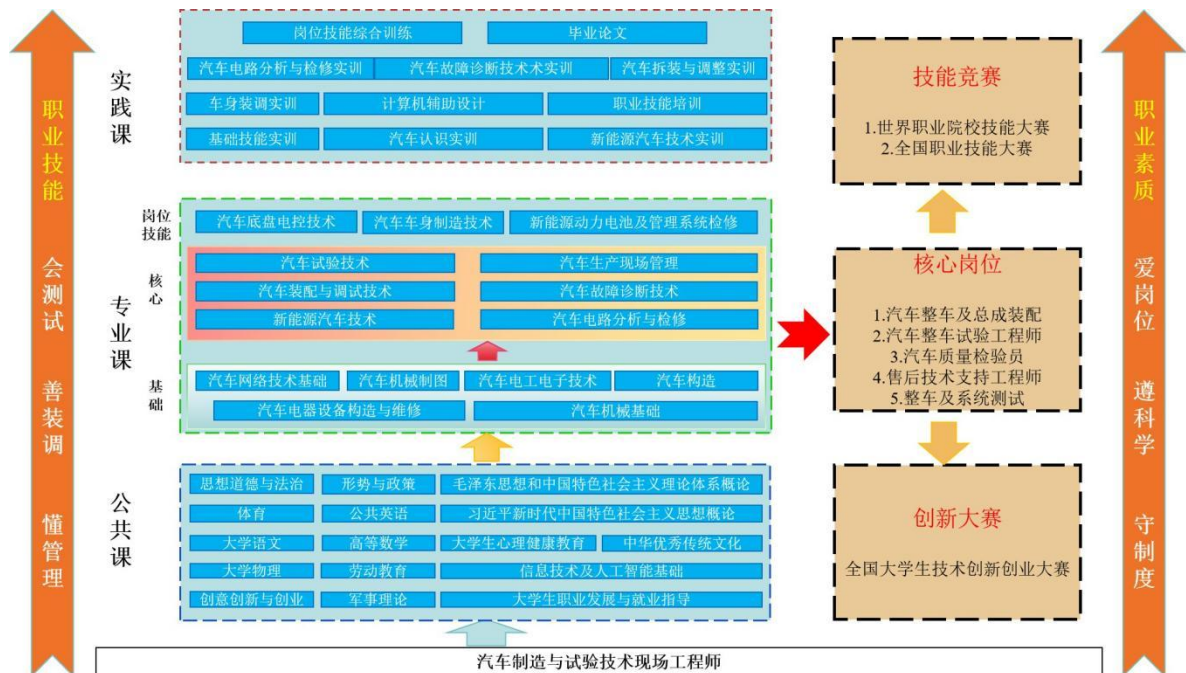 岗位技能综合训练 毕业论文
汽车电路分析与检修实训 汽车故障诊断技术术实训 汽车拆装与调整实训
车身装调实训 计算机辅助设计 职业技能培训
基础技能实训 汽车认识实训 新能源汽车技术实训
实践课
岗位技能
汽车底盘电控技术 汽车车身制造技术 新能源动力电池及管理系统检修
核心
汽车试验技术 汽车生产现场管理
汽车装配与调试技术 汽车故障诊断技术
新能源汽车技术 汽车电路分析与检修
专业课
基础
汽车网络技术基础 汽车机械制图 汽车电工电子技术 汽车构造
汽车电器设备构造与维修 汽车机械基础
公共课
思想道德与法治 形势与政策 毛泽东思想和中国特色社会主义理论体系概论
体育 公共英语 习近平新时代中国特色社会主义思想概论
大学语文 高等数学 大学生心理健康教育 中华优秀传统文化
大学物理 劳动教育 信息技术及人工智能基础
创意创新与创业 军事理论 大学生职业发展与就业指导
汽车制造与试验技术现场工程师
职业技能
会测试
善装调
懂管理
技能竞赛
1.世界职业院校技能大赛
2.全国职业技能大赛
核心岗位
1.汽车整车及总成装配
2.汽车整车试验工程师
3.汽车质量检验员
4.售后技术支持工程师
5.整车及系统测试
创新大赛
全国大学生技术创新创业大赛
职业素质
爱岗位
遵科学
守制度